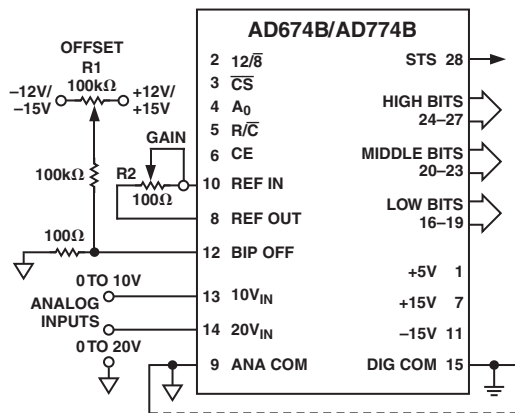 AD674B/AD774B
OFFSET
R1
100kΩ
–12V/
–15V
+12V/
+15V
100kΩ
100Ω
GAIN
R2
100Ω
2 12/8̅
3 C̅S̅
4 A₀
5 R/C̅
6 CE
10 REF IN
8 REF OUT
12 BIP OFF
13 10VIN
14 20VIN
9 ANA COM
0 TO 10V
ANALOG
INPUTS
0 TO 20V
STS 28
HIGH BITS
24–27
MIDDLE BITS
20–23
LOW BITS
16–19
+5V 1
+15V 7
–15V 11
DIG COM 15